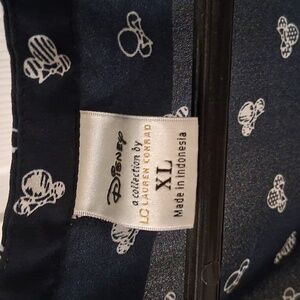 Disney
a collection by
LC LAUREN CONRAD
XL
Made in Indonesia